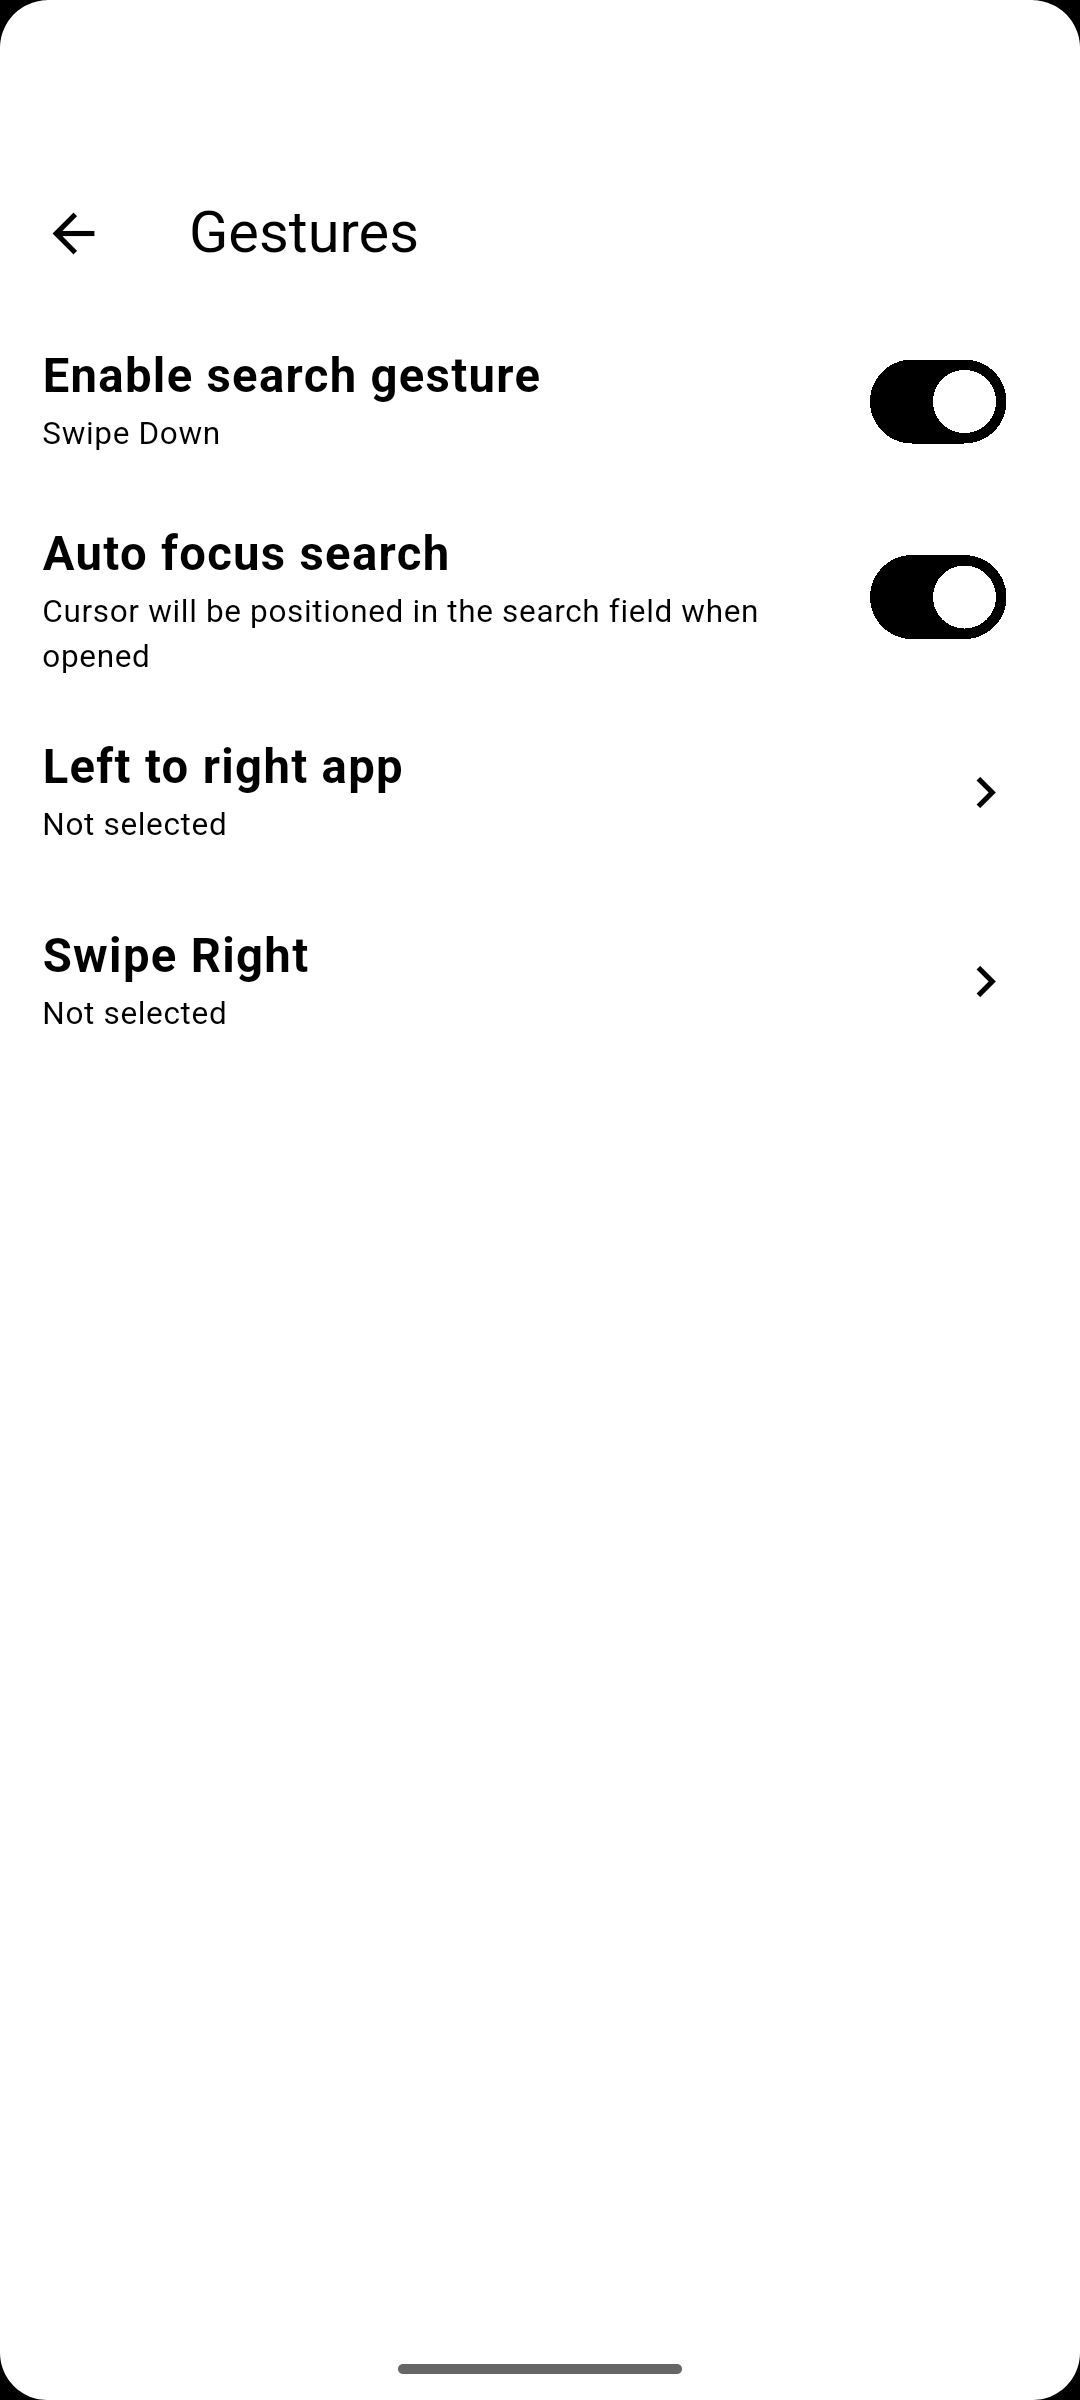 Gestures
Enable search gesture
Swipe Down
Auto focus search
Cursor will be positioned in the search field when
opened
Left to right app
Not selected
Swipe Right
Not selected